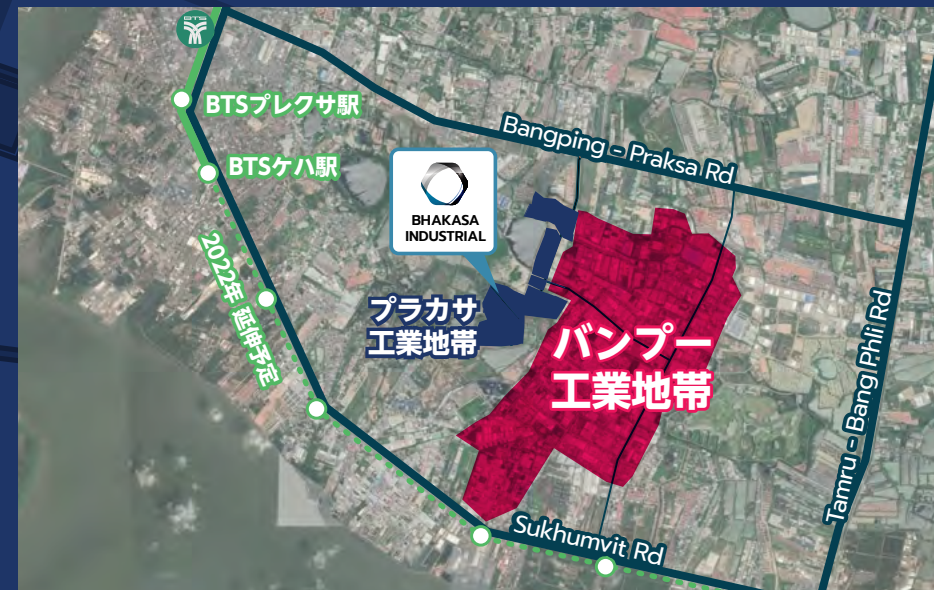 BTS
BTSプレクサ駅
BTSケハ駅
Bangping - Praksa Rd
BHAKASA
INDUSTRIAL
2022年 延伸予定
プラカサ
工業地帯
バンプー
工業地帯
Tamru - Bang Phli Rd
Sukhumvit Rd